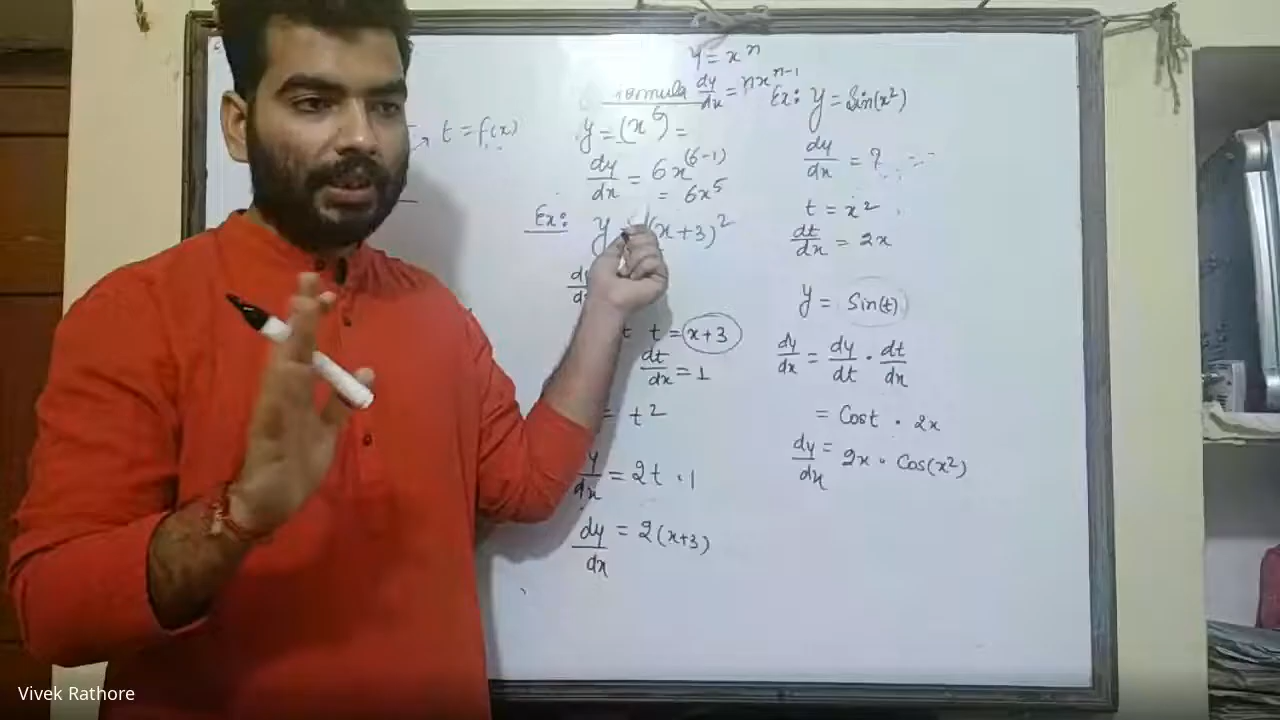 y = xⁿ
Formula dy/dx = nxⁿ⁻¹
t = f(x)
y = (x⁶) =
dy/dx = 6x⁽⁶⁻¹⁾
= 6x⁵
Ex: y = (x+3)²
t t = x+3
dt/dx = 1
= t²
y/dx = 2t · 1
dy/dx = 2(x+3)
Ex: y = Sin(x²)
dy/dx = ?
t = x²
dt/dx = 2x
y = Sin(t)
dy/dx = dy/dt · dt/dx
= Cost · 2x
dy/dx = 2x · Cos(x²)
Vivek Rathore